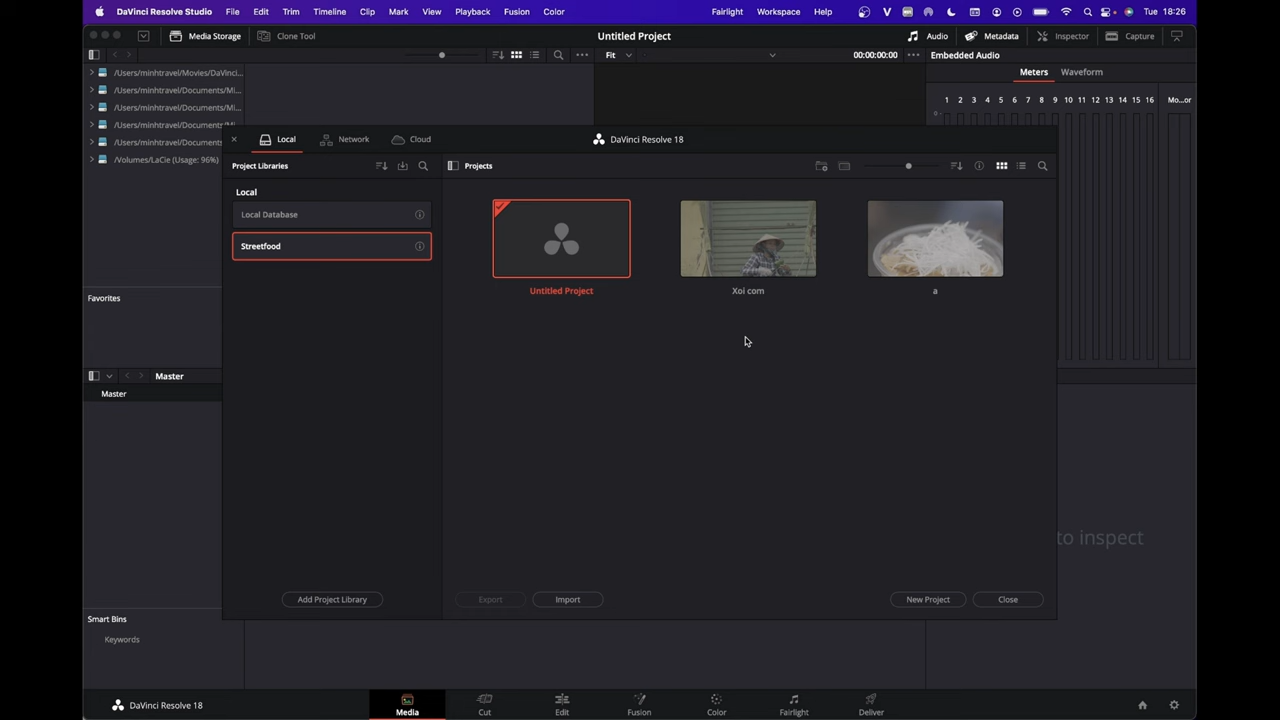 DaVinci Resolve Studio File Edit Trim Timeline Clip Mark View Playback Fusion Color Fairlight Workspace Help Tue 18:26
Media Storage Clone Tool Untitled Project Audio Metadata Inspector Capture
Fit 00:00:00:00 Embedded Audio
/Users/minhtravel/Movies/DaVinci...
/Users/minhtravel/Documents/Mi...
/Users/minhtravel/Documents/Mi...
/Users/minhtravel/Documents
/Users/minhtravel/Documents
/Volumes/LaCie (Usage: 96%)
Meters Waveform
1 2 3 4 5 6 7 8 9 10 11 12 13 14 15 16 Mo...or
0
Local Network Cloud DaVinci Resolve 18
Project Libraries Projects
Local
Local Database
Streetfood
Untitled Project Xoi com a
Favorites
Master
Master
to inspect
Add Project Library Export Import New Project Close
Smart Bins
Keywords
DaVinci Resolve 18 Media Cut Edit Fusion Color Fairlight Deliver